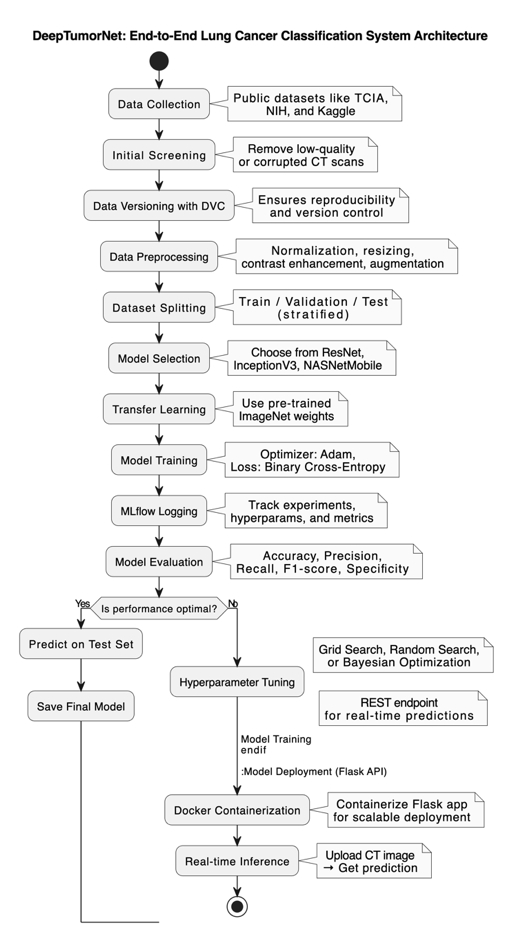 DeepTumorNet: End-to-End Lung Cancer Classification System Architecture
Data Collection
Public datasets like TCIA,
NIH, and Kaggle
Initial Screening
Remove low-quality
or corrupted CT scans
Data Versioning with DVC
Ensures reproducibility
and version control
Data Preprocessing
Normalization, resizing,
contrast enhancement, augmentation
Dataset Splitting
Train / Validation / Test
(stratified)
Model Selection
Choose from ResNet,
InceptionV3, NASNetMobile
Transfer Learning
Use pre-trained
ImageNet weights
Model Training
Optimizer: Adam,
Loss: Binary Cross-Entropy
MLflow Logging
Track experiments,
hyperparams, and metrics
Model Evaluation
Accuracy, Precision,
Recall, F1-score, Specificity
Yes
Is performance optimal?
No
Predict on Test Set
Grid Search, Random Search,
or Bayesian Optimization
Hyperparameter Tuning
Save Final Model
REST endpoint
for real-time predictions
Model Training
endif
:Model Deployment (Flask API)
Docker Containerization
Containerize Flask app
for scalable deployment
Real-time Inference
Upload CT image
→ Get prediction